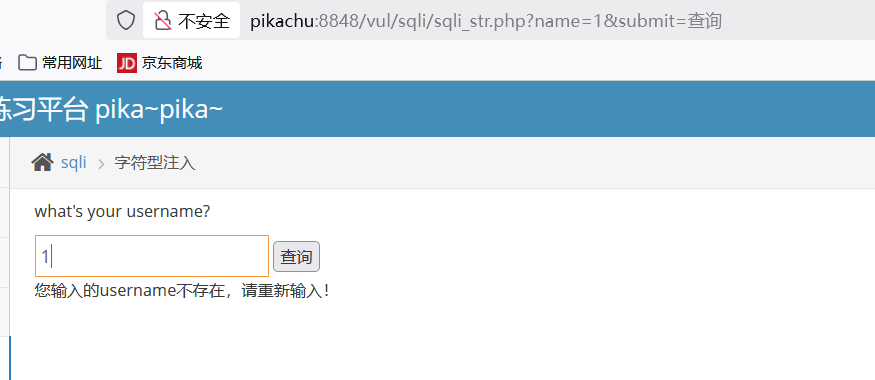 不安全 pikachu:8848/vul/sqli/sqli_str.php?name=1&submit=查询
常用网址 JD 京东商城
练习平台 pika~pika~
sqli > 字符型注入
what's your username?
1 查询
您输入的username不存在，请重新输入！